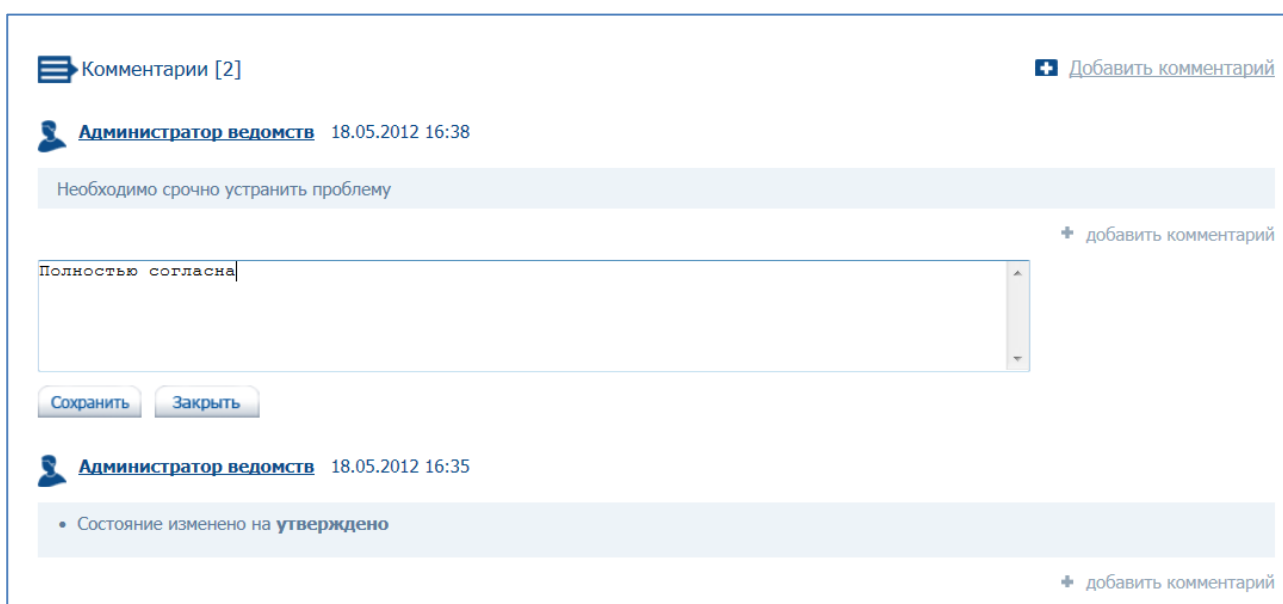 Комментарии [2] Добавить комментарий
Администратор ведомств 18.05.2012 16:38
Необходимо срочно устранить проблему
добавить комментарий
Полностью согласна
Сохранить Закрыть
Администратор ведомств 18.05.2012 16:35
• Состояние изменено на утверждено
добавить комментарий